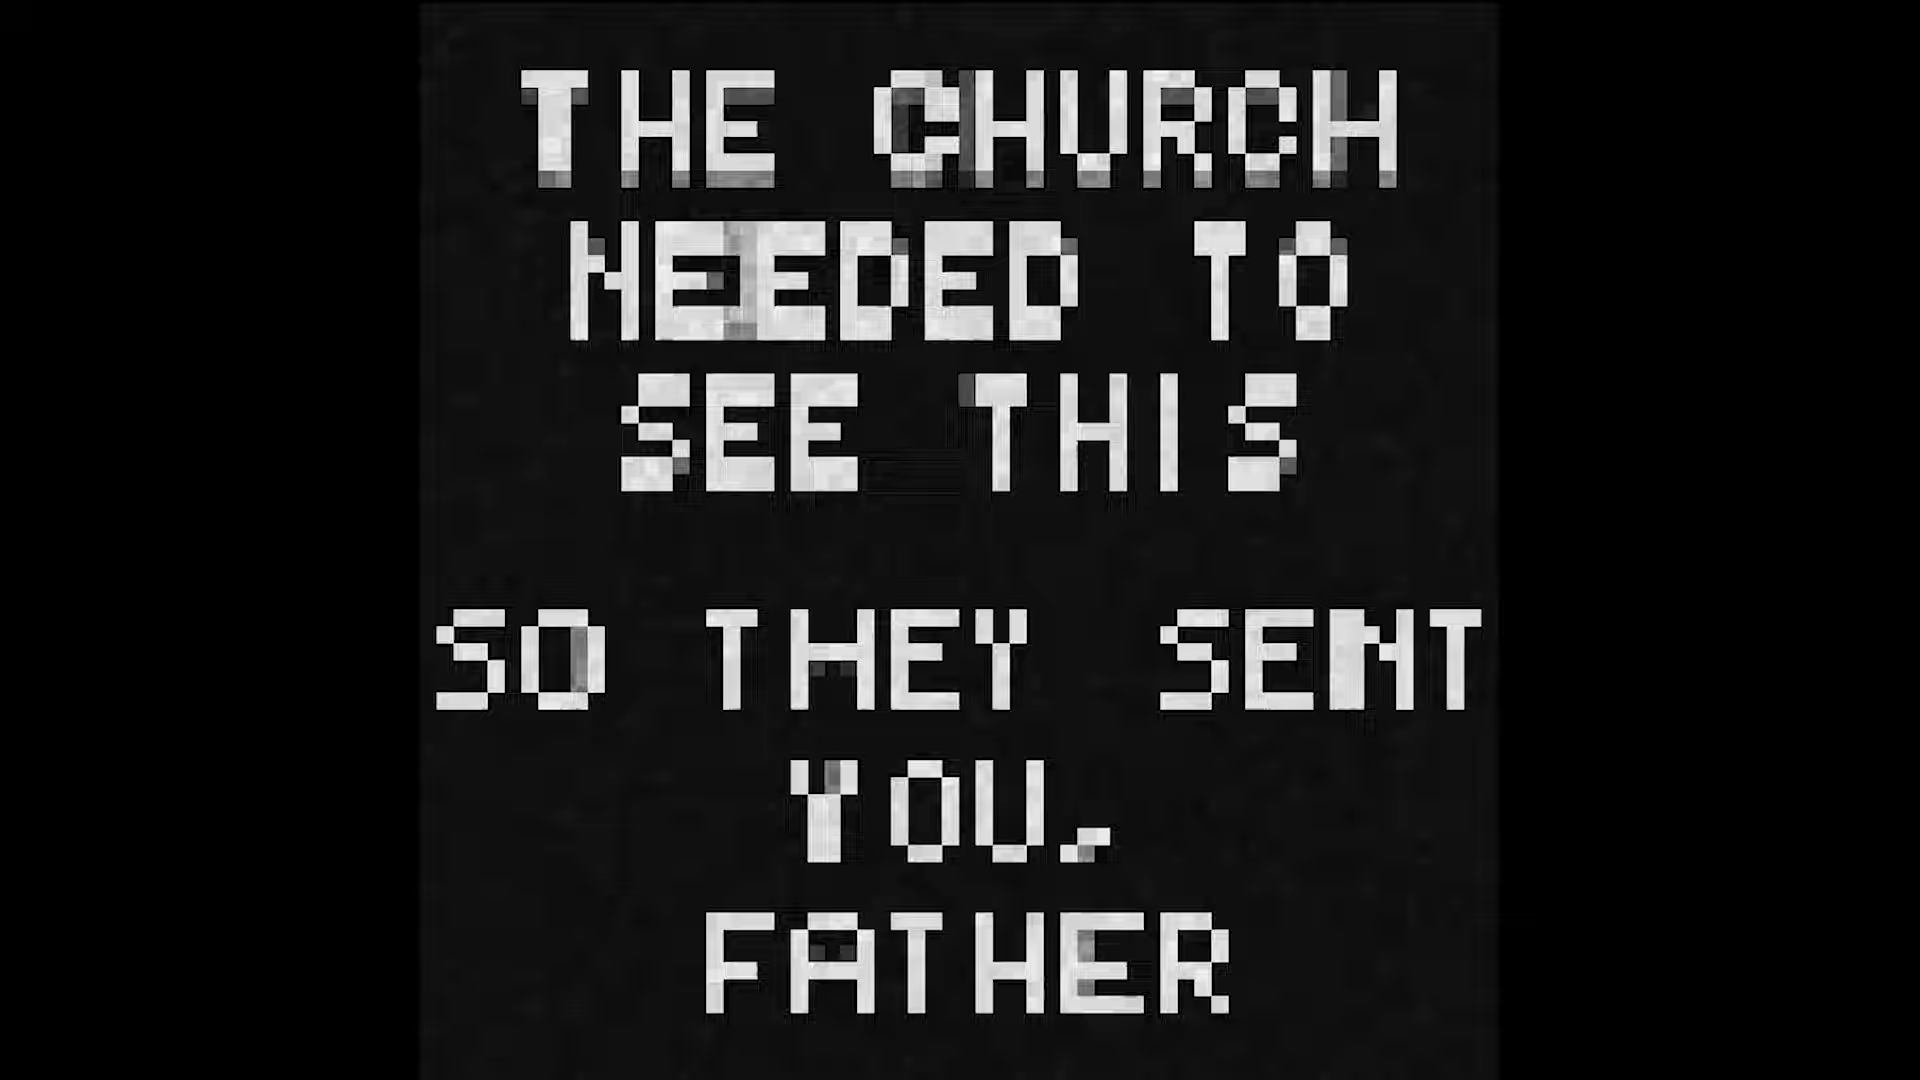 THE CHURCH
NEEDED TO
SEE THIS
SO THEY SENT
YOU,
FATHER